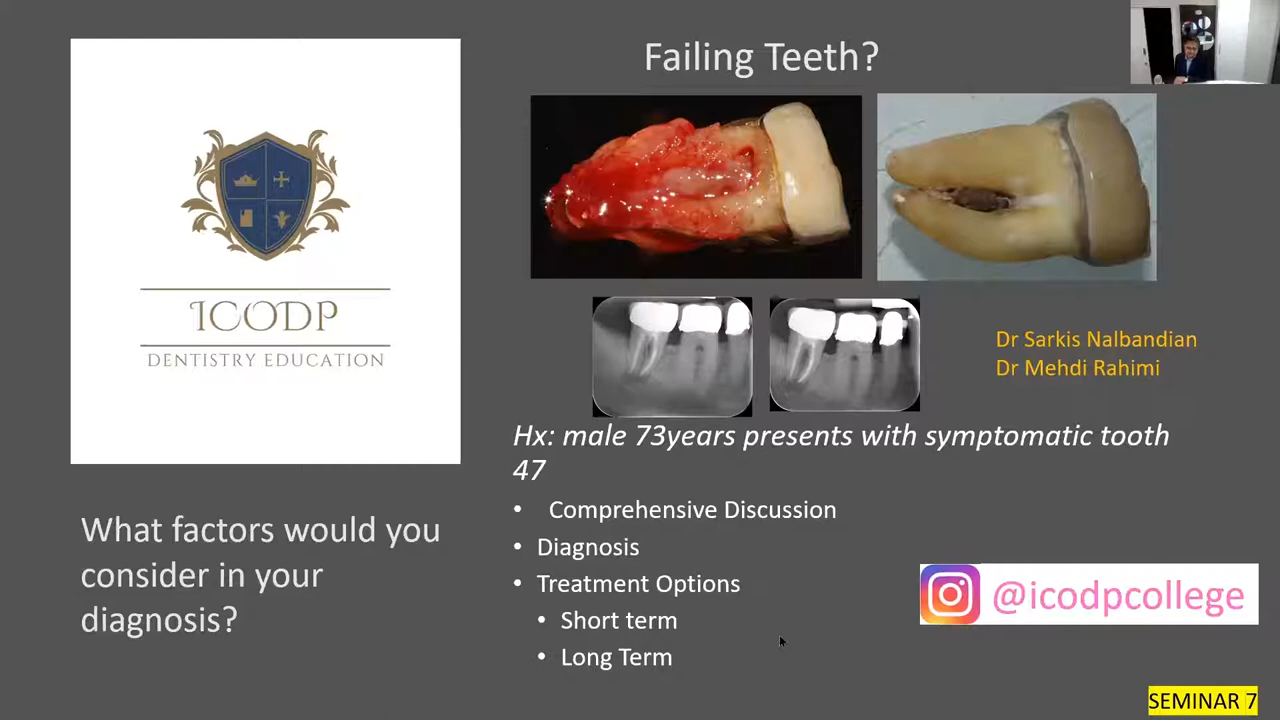 Failing Teeth?
ICODP
DENTISTRY EDUCATION
Dr Sarkis Nalbandian
Dr Mehdi Rahimi
Hx: male 73years presents with symptomatic tooth
47
• Comprehensive Discussion
• Diagnosis
• Treatment Options
• Short term
• Long Term
What factors would you
consider in your
diagnosis?
@icodpcollege
SEMINAR 7